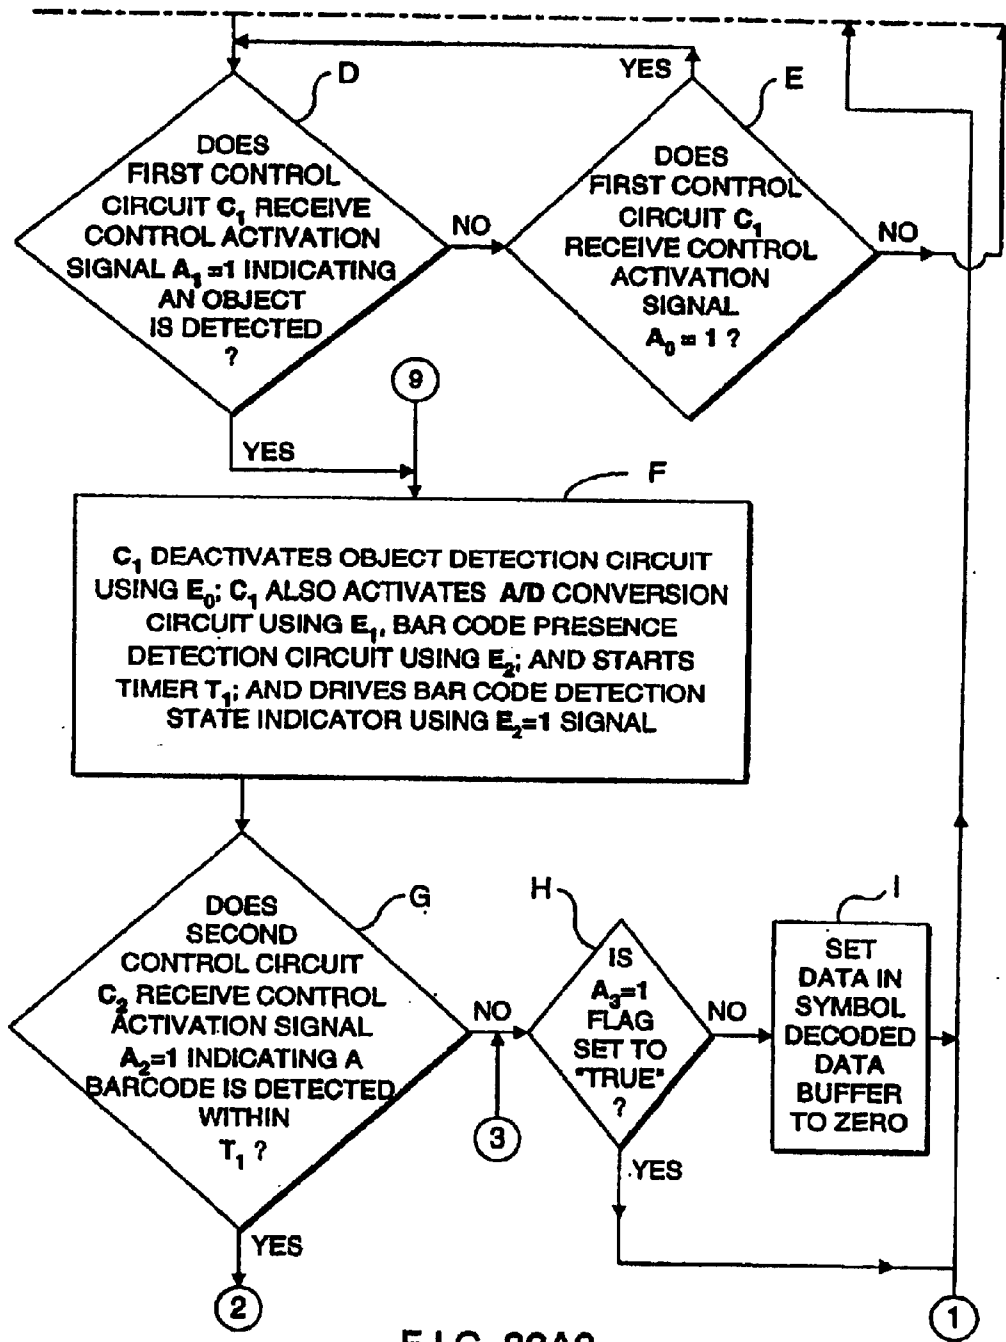 YES
D
E
DOES
FIRST CONTROL
CIRCUIT C₁ RECEIVE
CONTROL ACTIVATION
SIGNAL A₁ =1 INDICATING
AN OBJECT
IS DETECTED
?
NO
DOES
FIRST CONTROL
CIRCUIT C₁
RECEIVE CONTROL
ACTIVATION
SIGNAL
A₀ = 1 ?
NO
9
YES
F
C₁ DEACTIVATES OBJECT DETECTION CIRCUIT
USING E₀; C₁ ALSO ACTIVATES A/D CONVERSION
CIRCUIT USING E₁, BAR CODE PRESENCE
DETECTION CIRCUIT USING E₂; AND STARTS
TIMER T₁; AND DRIVES BAR CODE DETECTION
STATE INDICATOR USING E₂=1 SIGNAL
G
DOES
SECOND
CONTROL CIRCUIT
C₂ RECEIVE CONTROL
ACTIVATION SIGNAL
A₂=1 INDICATING A
BARCODE IS DETECTED
WITHIN
T₁ ?
NO
3
H
IS
A₃=1
FLAG
SET TO
"TRUE"
?
NO
I
SET
DATA IN
SYMBOL
DECODED
DATA
BUFFER
TO ZERO
YES
YES
2
1